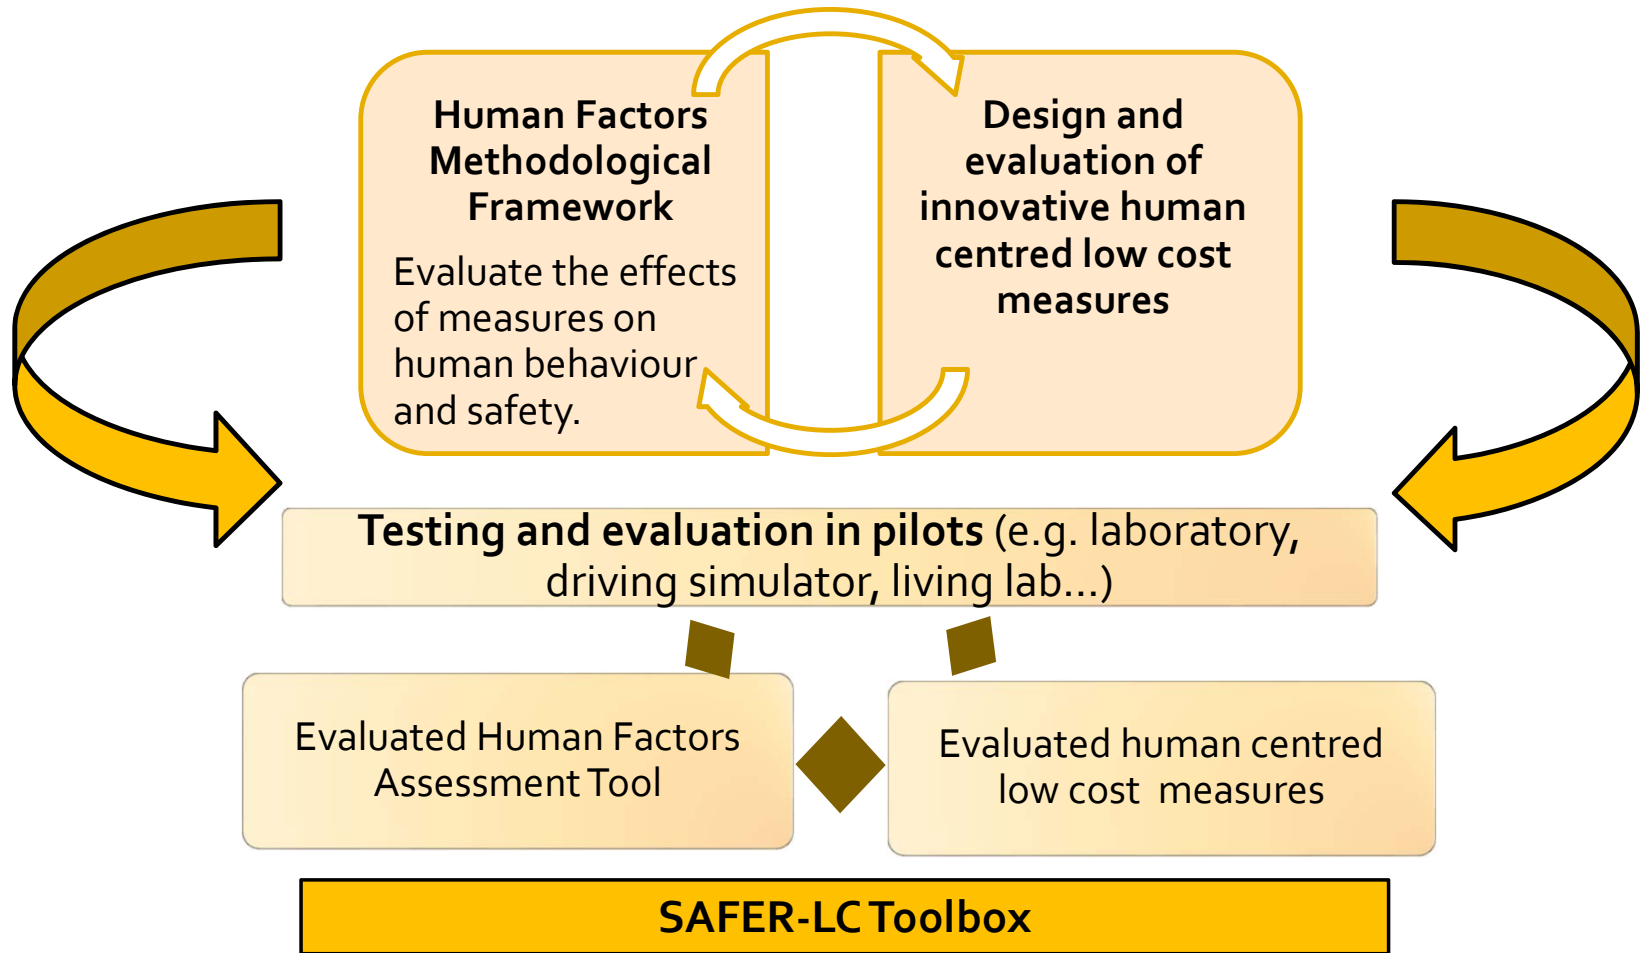 Human Factors
Methodological
Framework
Evaluate the effects
of measures on
human behaviour
and safety.
Design and
evaluation of
innovative human
centred low cost
measures
Testing and evaluation in pilots (e.g. laboratory,
driving simulator, living lab...)
Evaluated Human Factors
Assessment Tool
Evaluated human centred
low cost measures
SAFER-LC Toolbox